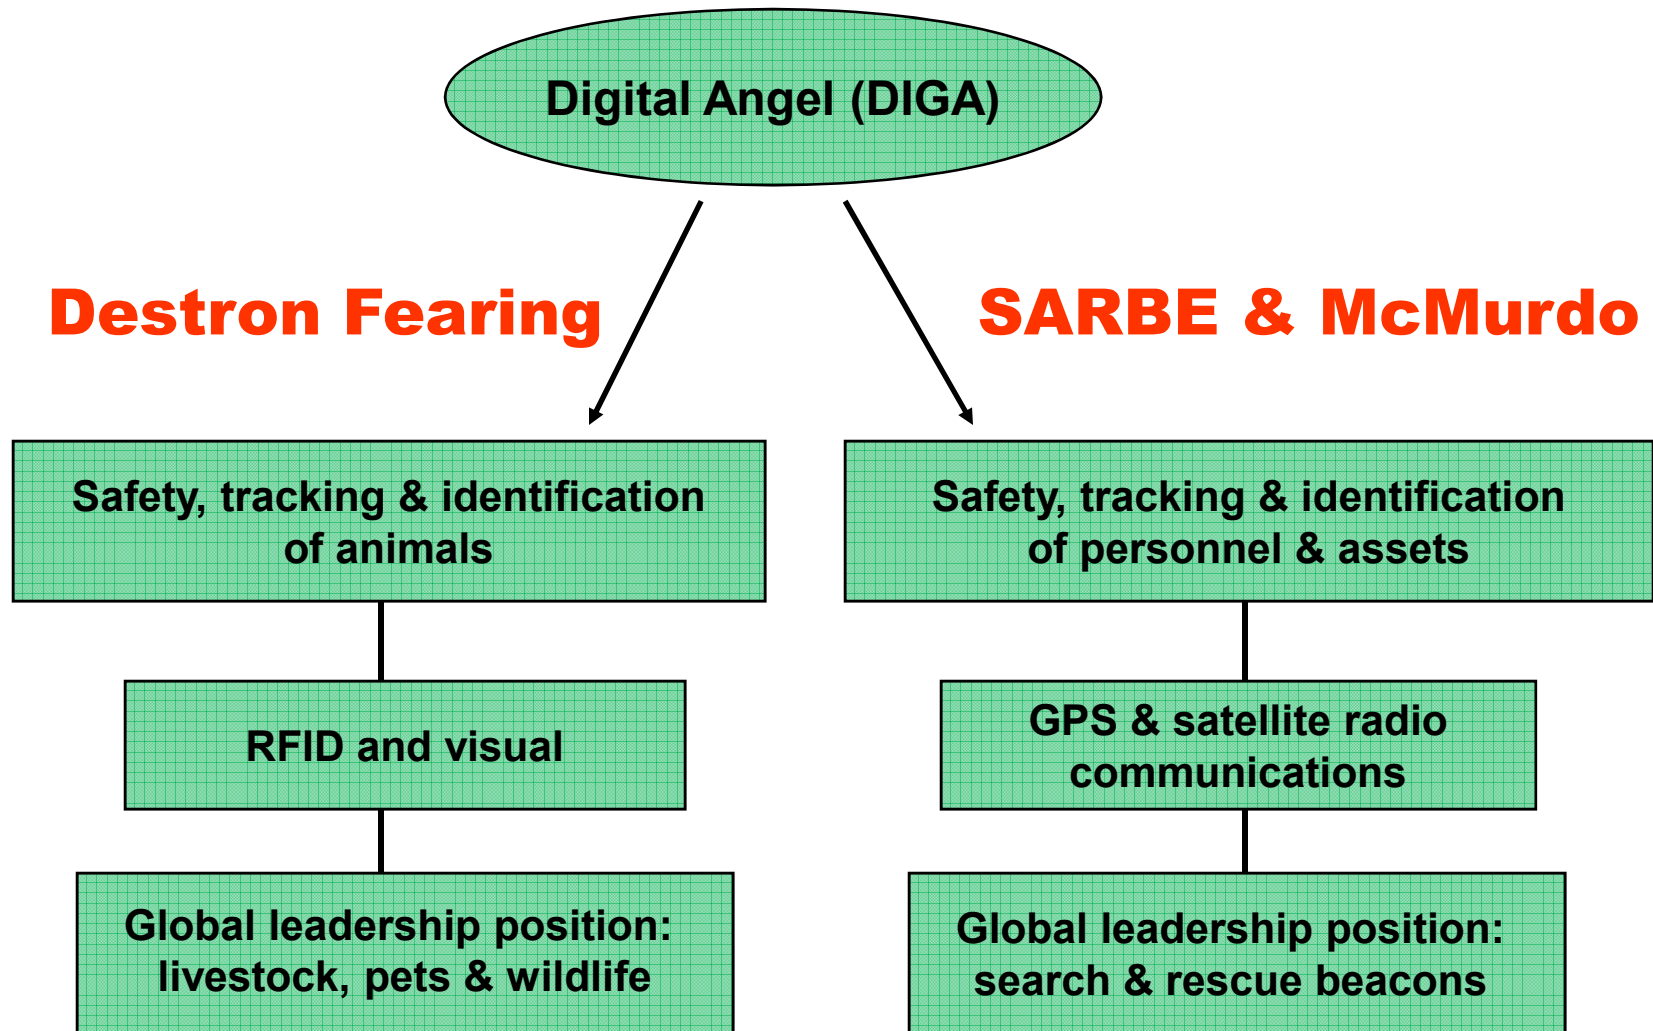 Digital Angel (DIGA)
Destron Fearing
SARBE & McMurdo
Safety, tracking & identification
of animals
Safety, tracking & identification
of personnel & assets
RFID and visual
GPS & satellite radio
communications
Global leadership position:
livestock, pets & wildlife
Global leadership position:
search & rescue beacons